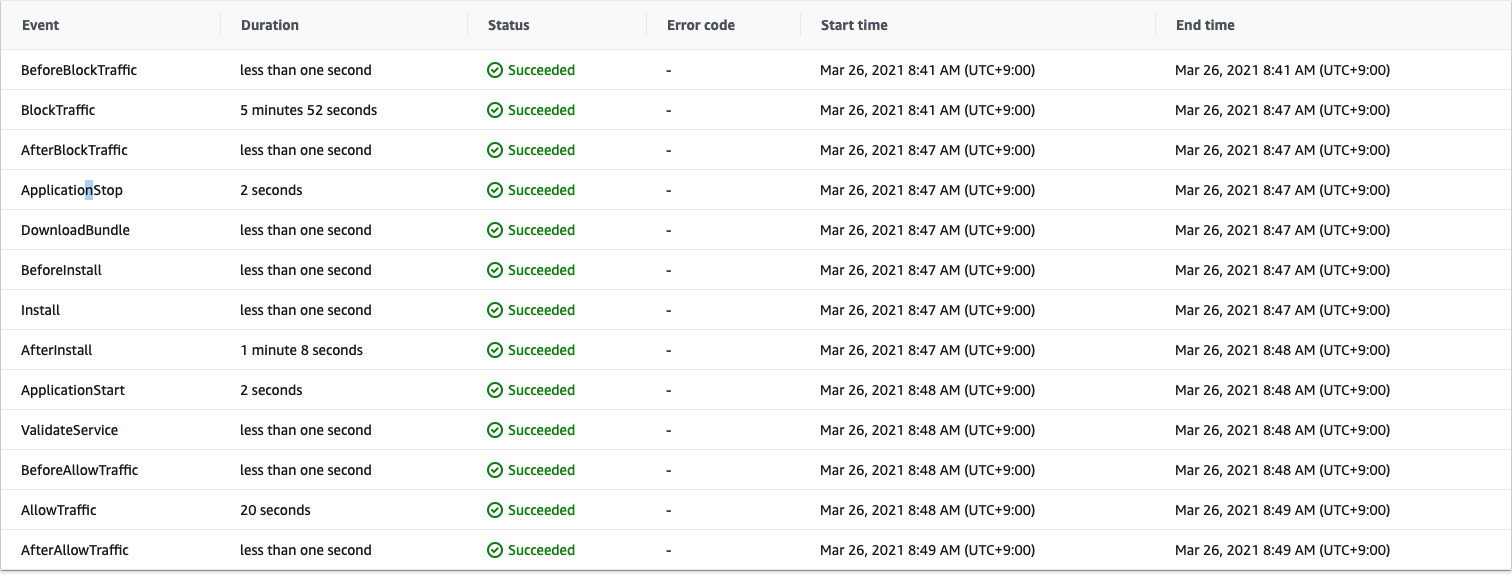 Event Duration Status Error code Start time End time
BeforeBlockTraffic less than one second Succeeded - Mar 26, 2021 8:41 AM (UTC+9:00) Mar 26, 2021 8:41 AM (UTC+9:00)
BlockTraffic 5 minutes 52 seconds Succeeded - Mar 26, 2021 8:41 AM (UTC+9:00) Mar 26, 2021 8:47 AM (UTC+9:00)
AfterBlockTraffic less than one second Succeeded - Mar 26, 2021 8:47 AM (UTC+9:00) Mar 26, 2021 8:47 AM (UTC+9:00)
ApplicationStop 2 seconds Succeeded - Mar 26, 2021 8:47 AM (UTC+9:00) Mar 26, 2021 8:47 AM (UTC+9:00)
DownloadBundle less than one second Succeeded - Mar 26, 2021 8:47 AM (UTC+9:00) Mar 26, 2021 8:47 AM (UTC+9:00)
BeforeInstall less than one second Succeeded - Mar 26, 2021 8:47 AM (UTC+9:00) Mar 26, 2021 8:47 AM (UTC+9:00)
Install less than one second Succeeded - Mar 26, 2021 8:47 AM (UTC+9:00) Mar 26, 2021 8:47 AM (UTC+9:00)
AfterInstall 1 minute 8 seconds Succeeded - Mar 26, 2021 8:47 AM (UTC+9:00) Mar 26, 2021 8:48 AM (UTC+9:00)
ApplicationStart 2 seconds Succeeded - Mar 26, 2021 8:48 AM (UTC+9:00) Mar 26, 2021 8:48 AM (UTC+9:00)
ValidateService less than one second Succeeded - Mar 26, 2021 8:48 AM (UTC+9:00) Mar 26, 2021 8:48 AM (UTC+9:00)
BeforeAllowTraffic less than one second Succeeded - Mar 26, 2021 8:48 AM (UTC+9:00) Mar 26, 2021 8:48 AM (UTC+9:00)
AllowTraffic 20 seconds Succeeded - Mar 26, 2021 8:48 AM (UTC+9:00) Mar 26, 2021 8:49 AM (UTC+9:00)
AfterAllowTraffic less than one second Succeeded - Mar 26, 2021 8:49 AM (UTC+9:00) Mar 26, 2021 8:49 AM (UTC+9:00)